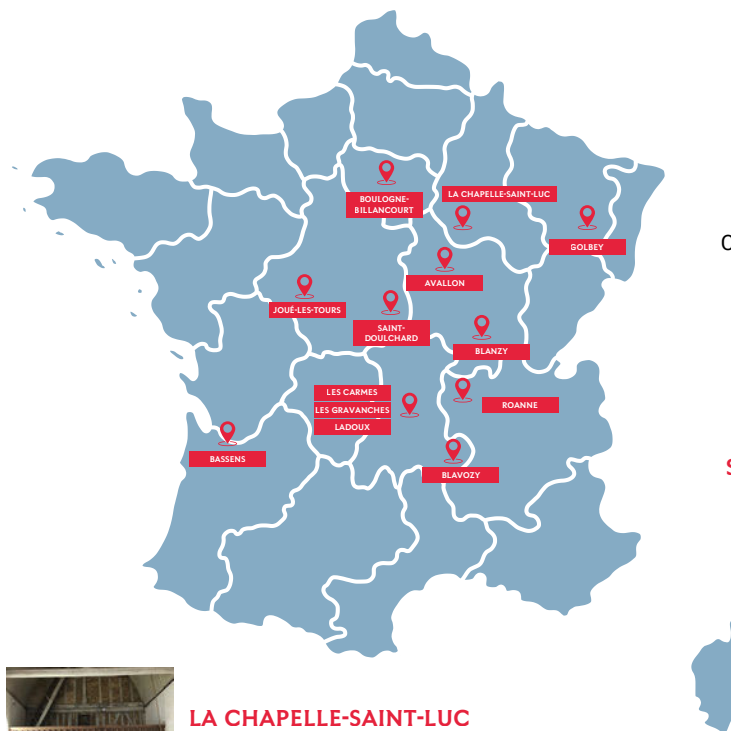 BOULOGNE-
BILLANCOURT
LA CHAPELLE-SAINT-LUC
GOLBEY
AVALLON
JOUÉ-LES-TOURS
SAINT-
DOULCHARD
BLANZY
LES CARMES
LES GRAVANCHES
LADOUX
ROANNE
BASSENS
BLAVOZY
LA CHAPELLE-SAINT-LUC